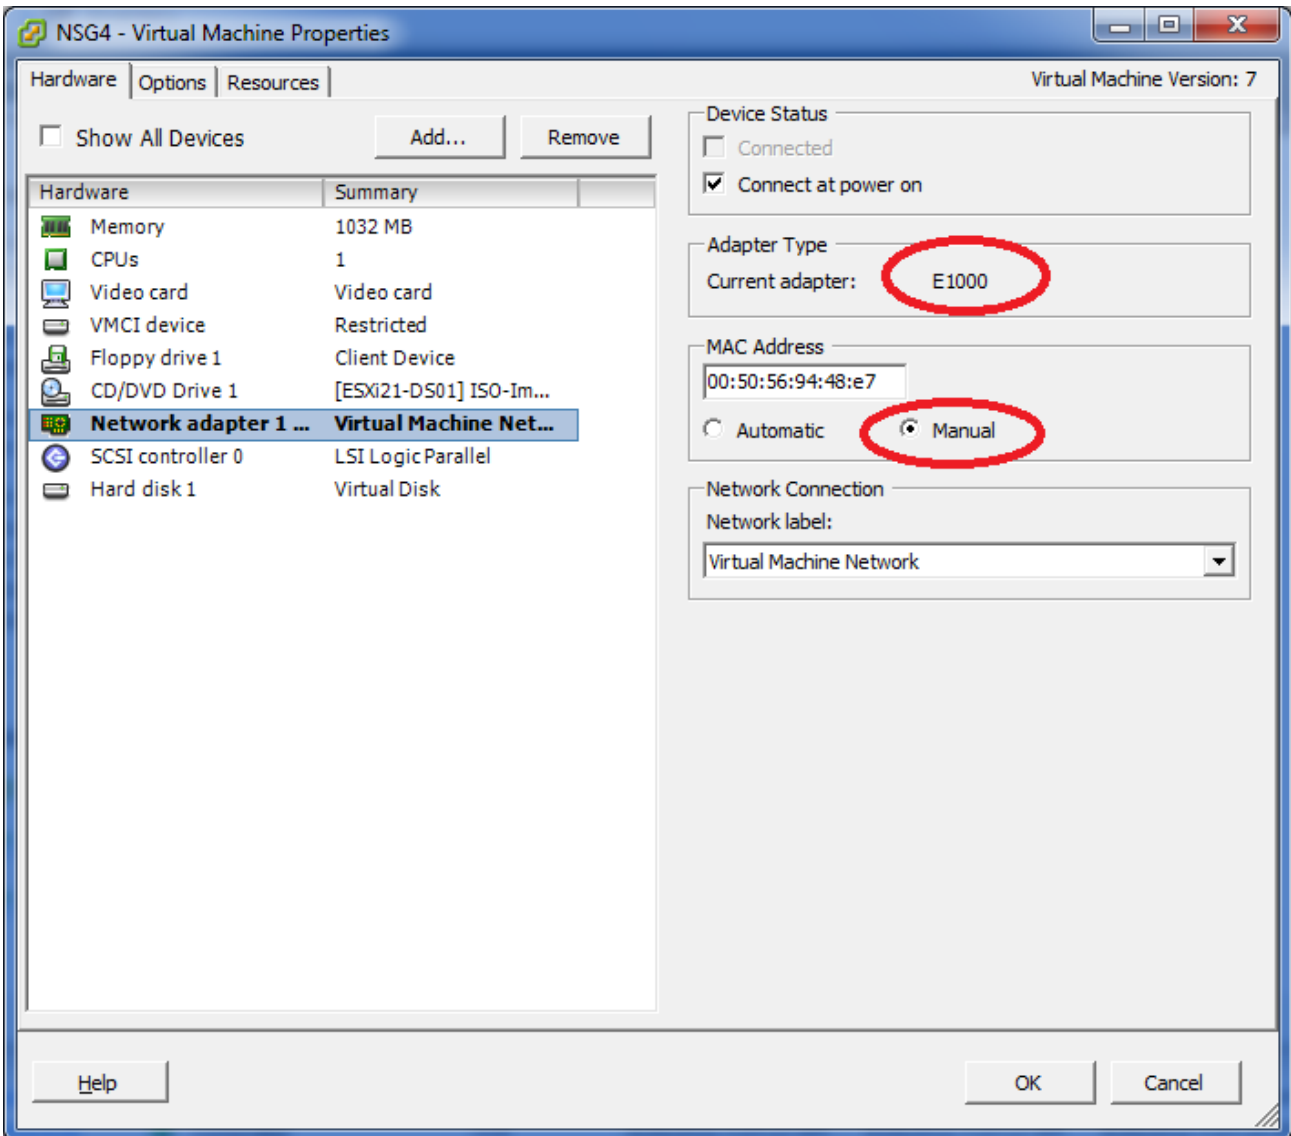 NSG4 - Virtual Machine Properties
Hardware Options Resources Virtual Machine Version: 7
Show All Devices Add... Remove
Hardware Summary
Memory 1032 MB
CPUs 1
Video card Video card
VMCI device Restricted
Floppy drive 1 Client Device
CD/DVD Drive 1 [ESXi21-DS01] ISO-Im...
Network adapter 1 ... Virtual Machine Net...
SCSI controller 0 LSI Logic Parallel
Hard disk 1 Virtual Disk
Device Status
Connected
Connect at power on
Adapter Type
Current adapter: E1000
MAC Address
00:50:56:94:48:e7
Automatic Manual
Network Connection
Network label:
Virtual Machine Network
Help OK Cancel